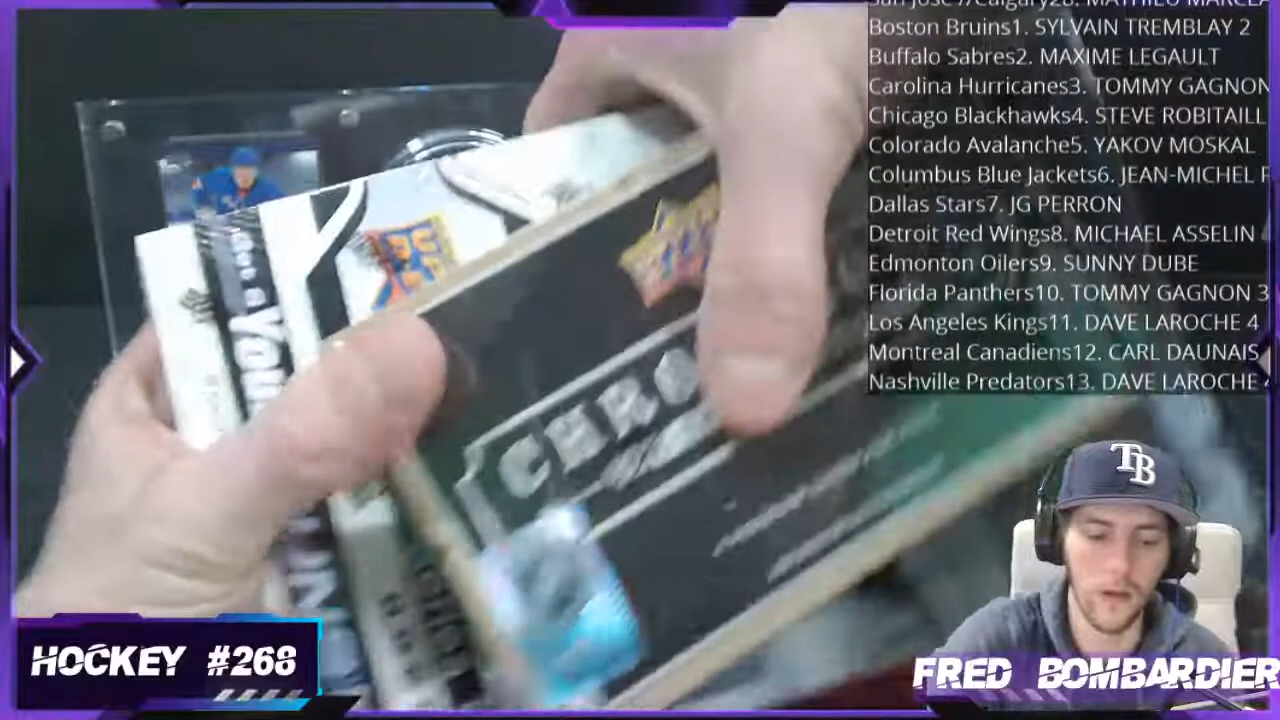 Boston Bruins1. SYLVAIN TREMBLAY 2
Buffalo Sabres2. MAXIME LEGAULT
Carolina Hurricanes3. TOMMY GAGNON
Chicago Blackhawks4. STEVE ROBITAILL
Colorado Avalanche5. YAKOV MOSKAL
Columbus Blue Jackets6. JEAN-MICHEL F
Dallas Stars7. JG PERRON
Detroit Red Wings8. MICHAEL ASSELIN
Edmonton Oilers9. SUNNY DUBE
Florida Panthers10. TOMMY GAGNON 3
Los Angeles Kings11. DAVE LAROCHE 4
Montreal Canadiens12. CARL DAUNAIS
Nashville Predators13. DAVE LAROCHE
CHRO
TB
HOCKEY #268
FRED BOMBARDIER